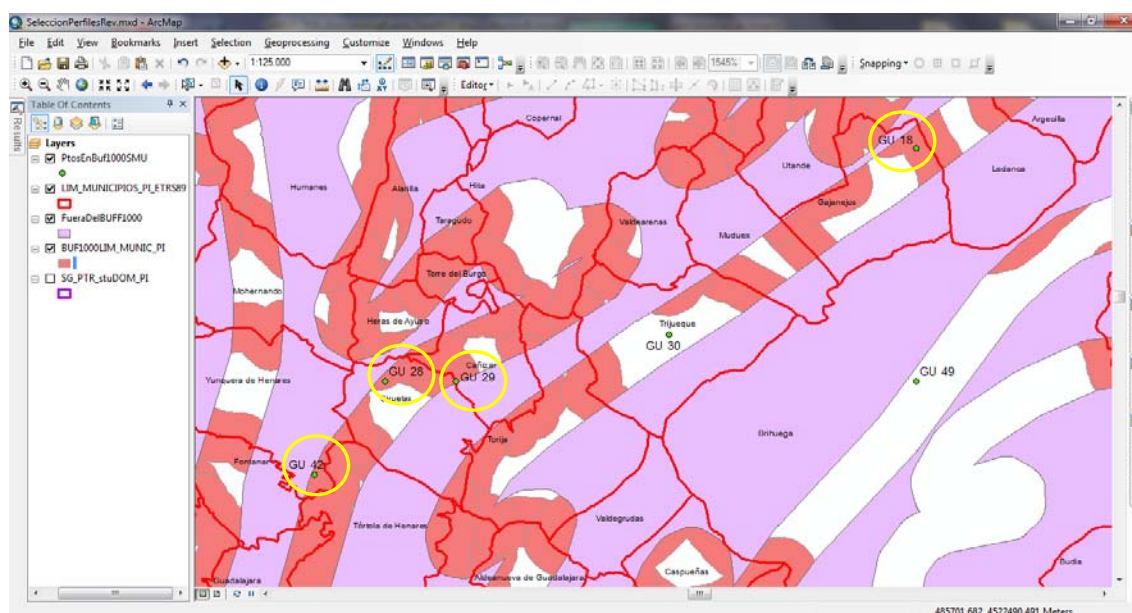 SeleccionPerfilesRev.mxd - ArcMap
File Edit View Bookmarks Insert Selection Geoprocessing Customize Windows Help
1:125 000
1545%
Snapping
Editor
Table Of Contents
Results
Layers
PtosEnBuf1000SMU
LIM_MUNICIPIOS_PI_ETRS89
FueraDelBUFF1000
BUF1000LIM_MUNIC_PI
SG_PTR_stuDOM_PI
Copernal
Argesilla
GU 18
Utande
Ledanca
Humanes
Alarilla
Hita
Gajanejos
Taragudo
Valdearenas
Muduex
Torre del Burgo
Mohernando
Heras de Ayuso
Trijueque
GU 30
Cañizar
GU 28
GU 29
GU 49
Yunquera de Henares
Ciruelas
Brihuega
Torija
Fontanar
GU 42
Valdegrudas
Tórtola de Henares
Caspueñas
Budia
Guadalajara
Aldeanueva de Guadalajara
485701,682 4522490,491 Meters